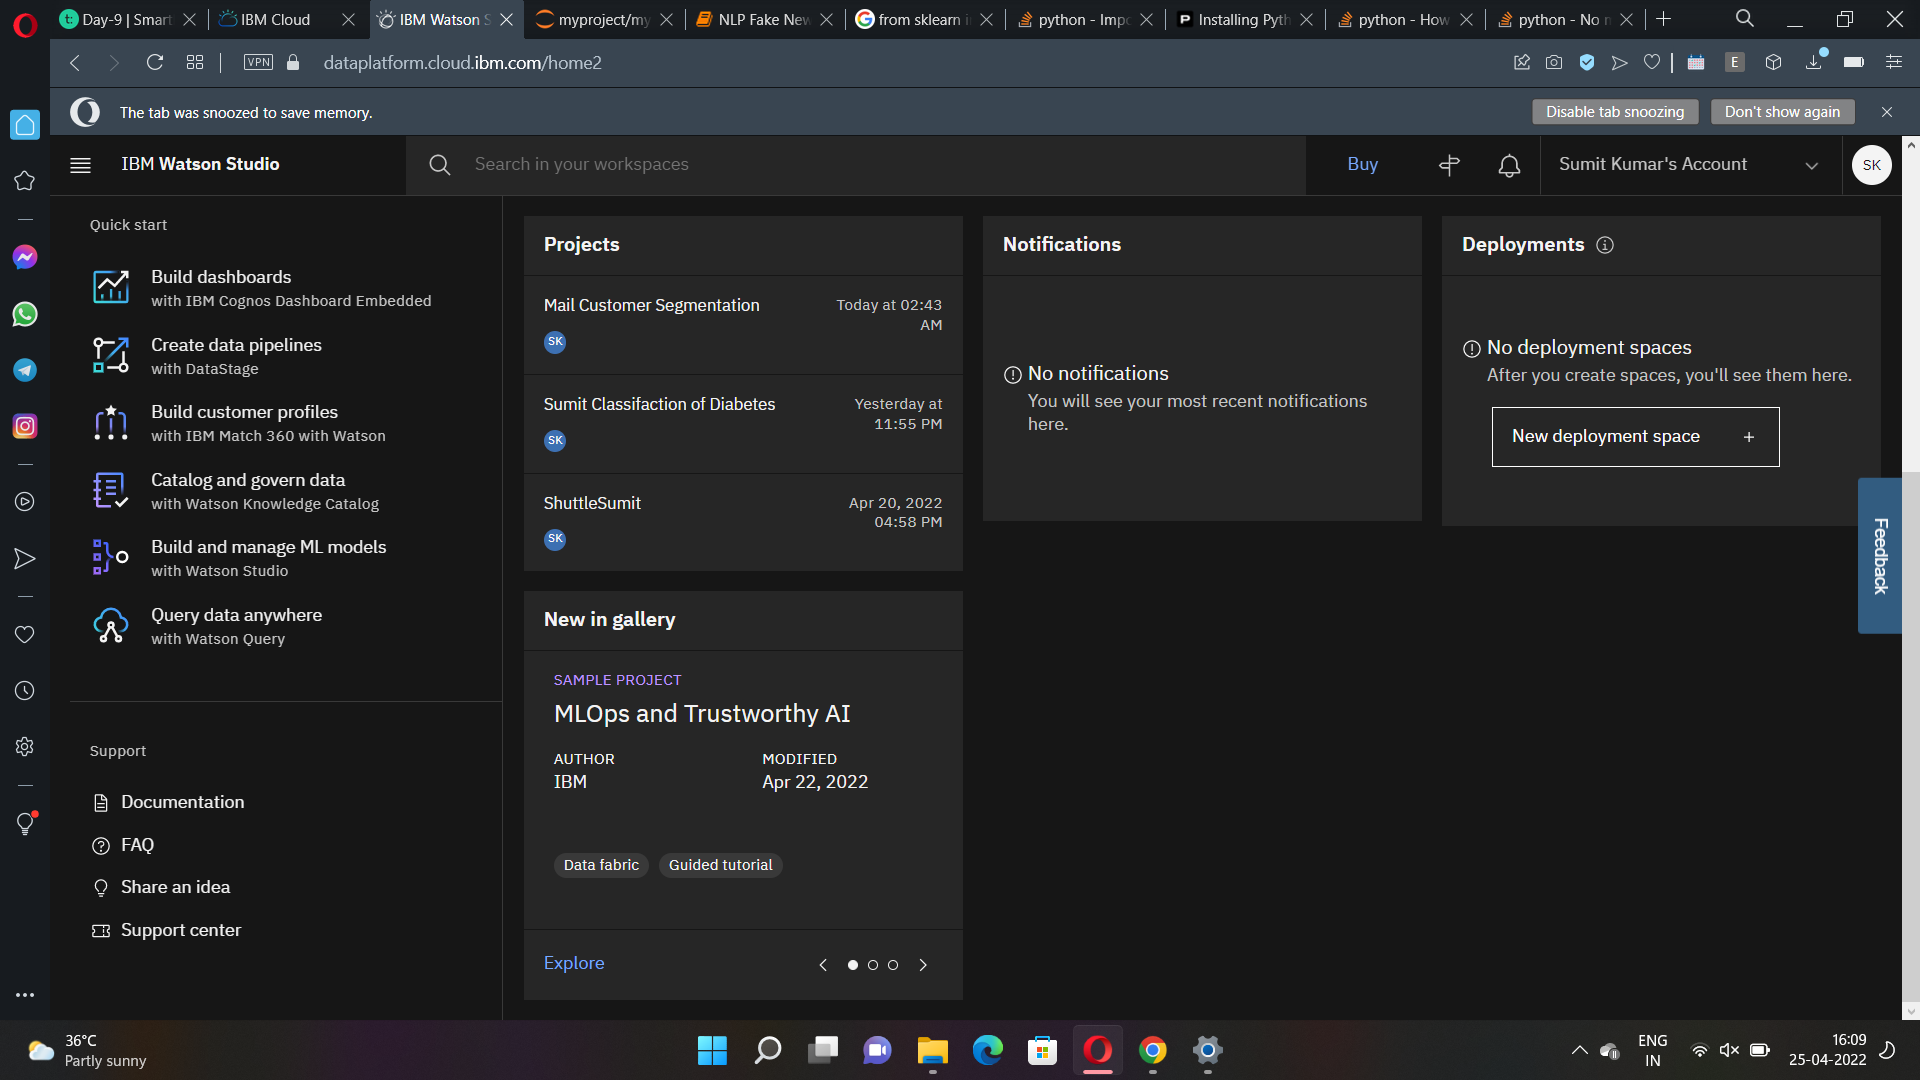 Day-9 | Smart
IBM Cloud
IBM Watson S
myproject/my
NLP Fake New
from sklearn i
python - Impo
Installing Pyth
python - How
python - No n
VPN
dataplatform.cloud.ibm.com/home2
E
The tab was snoozed to save memory.
Disable tab snoozing
Don't show again
IBM Watson Studio
Search in your workspaces
Buy
Sumit Kumar's Account
SK
Quick start
Build dashboards
with IBM Cognos Dashboard Embedded
Create data pipelines
with DataStage
Build customer profiles
with IBM Match 360 with Watson
Catalog and govern data
with Watson Knowledge Catalog
Build and manage ML models
with Watson Studio
Query data anywhere
with Watson Query
Support
Documentation
FAQ
Share an idea
Support center
Projects
Mail Customer Segmentation
Today at 02:43
AM
SK
Sumit Classifaction of Diabetes
Yesterday at
11:55 PM
SK
ShuttleSumit
Apr 20, 2022
04:58 PM
SK
New in gallery
SAMPLE PROJECT
MLOps and Trustworthy AI
AUTHOR
IBM
MODIFIED
Apr 22, 2022
Data fabric
Guided tutorial
Explore
Notifications
No notifications
You will see your most recent notifications
here.
Deployments
No deployment spaces
After you create spaces, you'll see them here.
New deployment space +
Feedback
36°C
Partly sunny
ENG
IN
16:09
25-04-2022